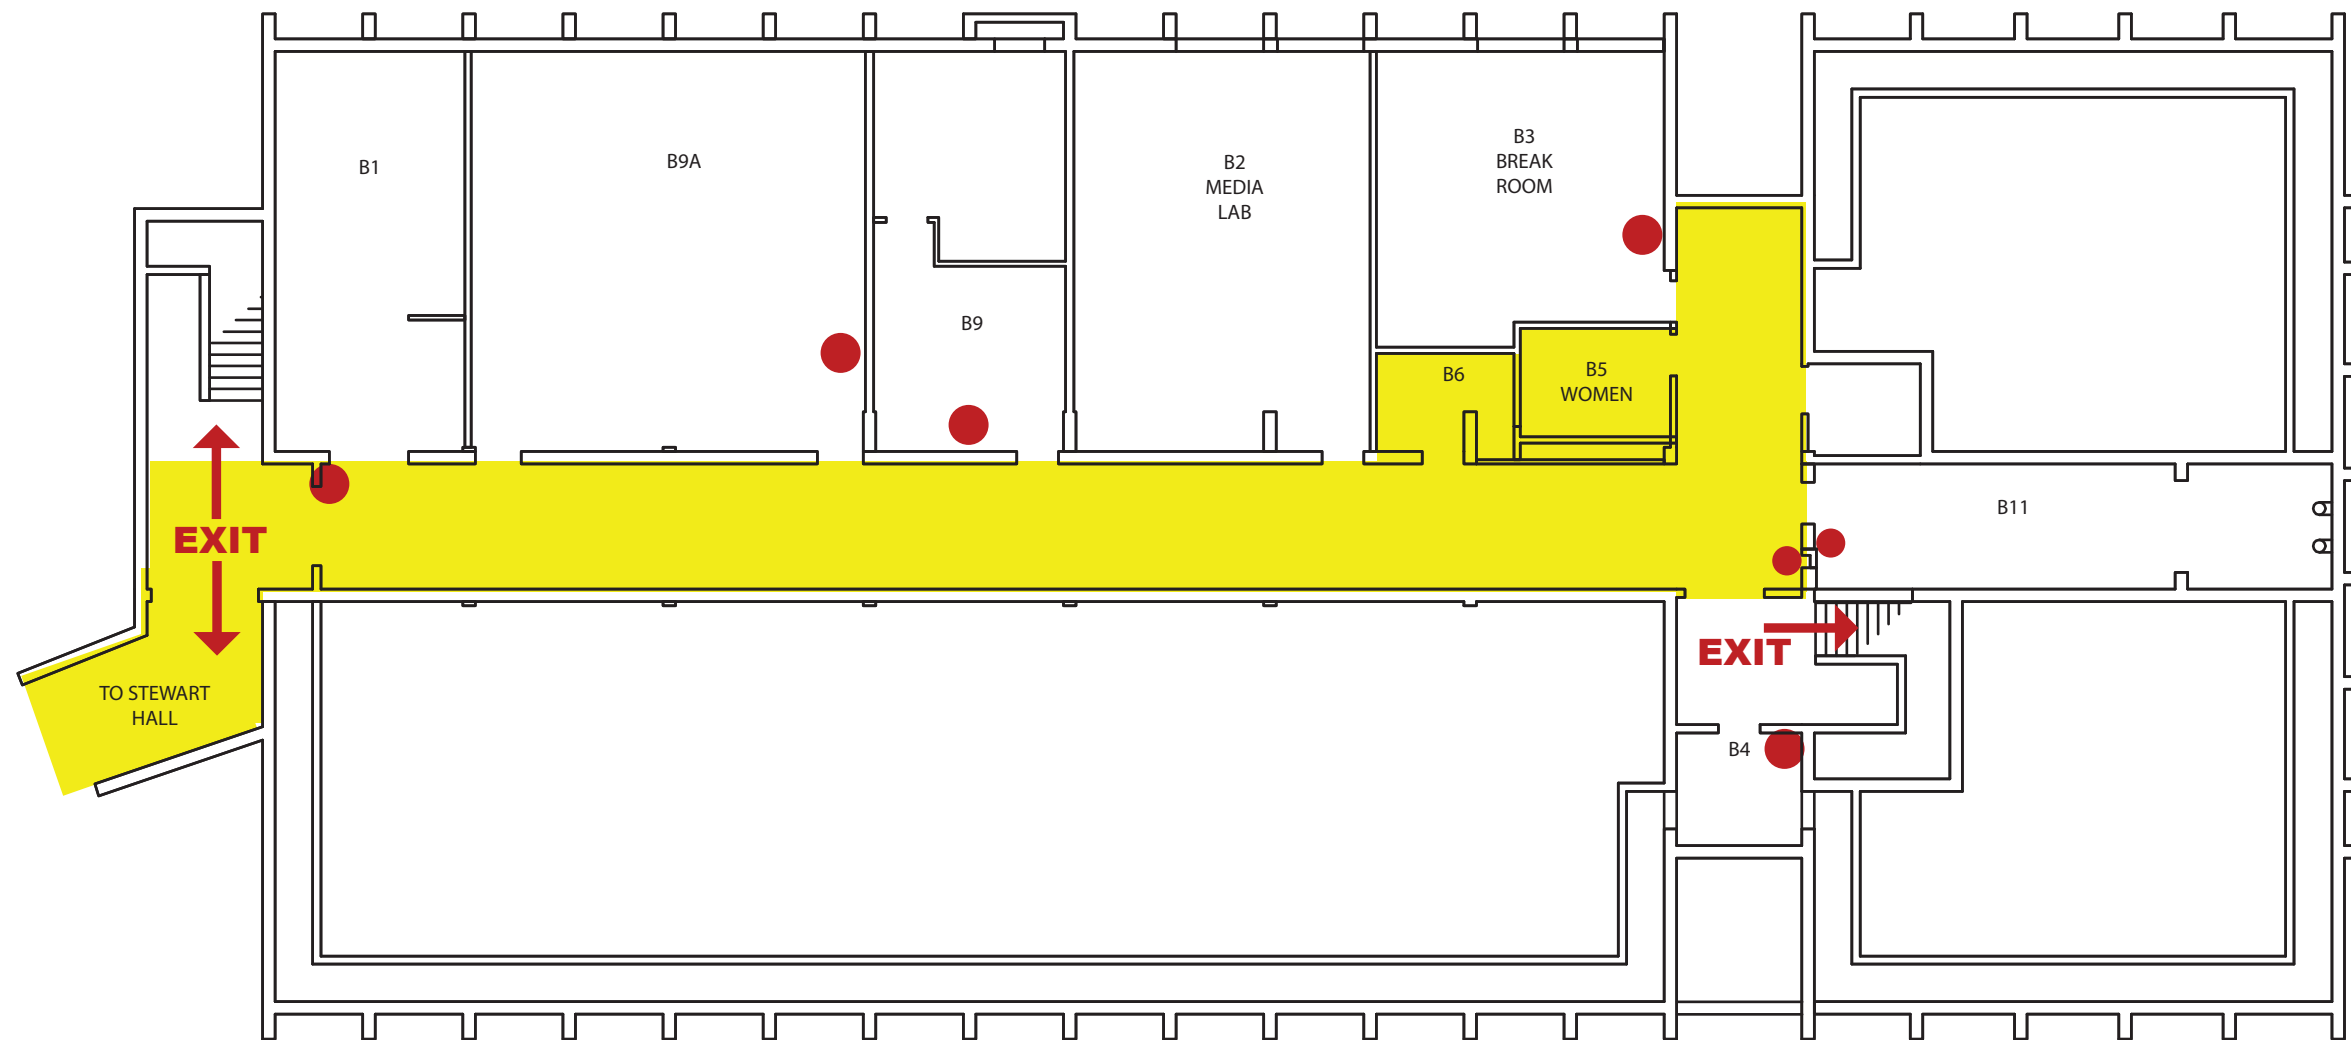 B1
B9A
B2
MEDIA
LAB
B3
BREAK
ROOM
B9
B6
B5
WOMEN
B11
EXIT
EXIT
TO STEWART
HALL
B4